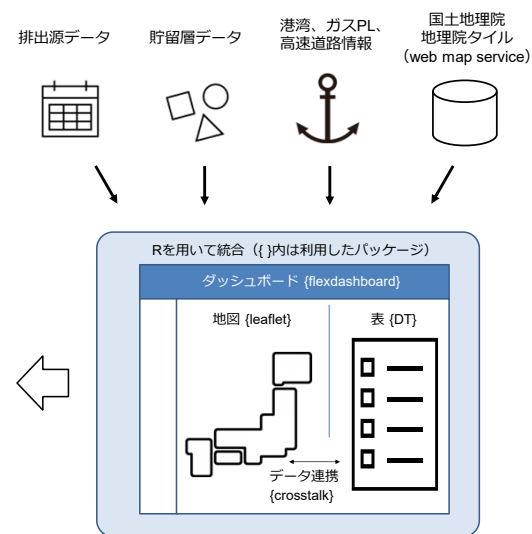 排出源データ
貯留層データ
港湾、ガスPL、
高速道路情報
国土地理院
地理院タイル
（web map service）
Rを用いて統合（{ }内は利用したパッケージ）
ダッシュボード {flexdashboard}
地図 {leaflet}
表 {DT}
データ連携
{crosstalk}